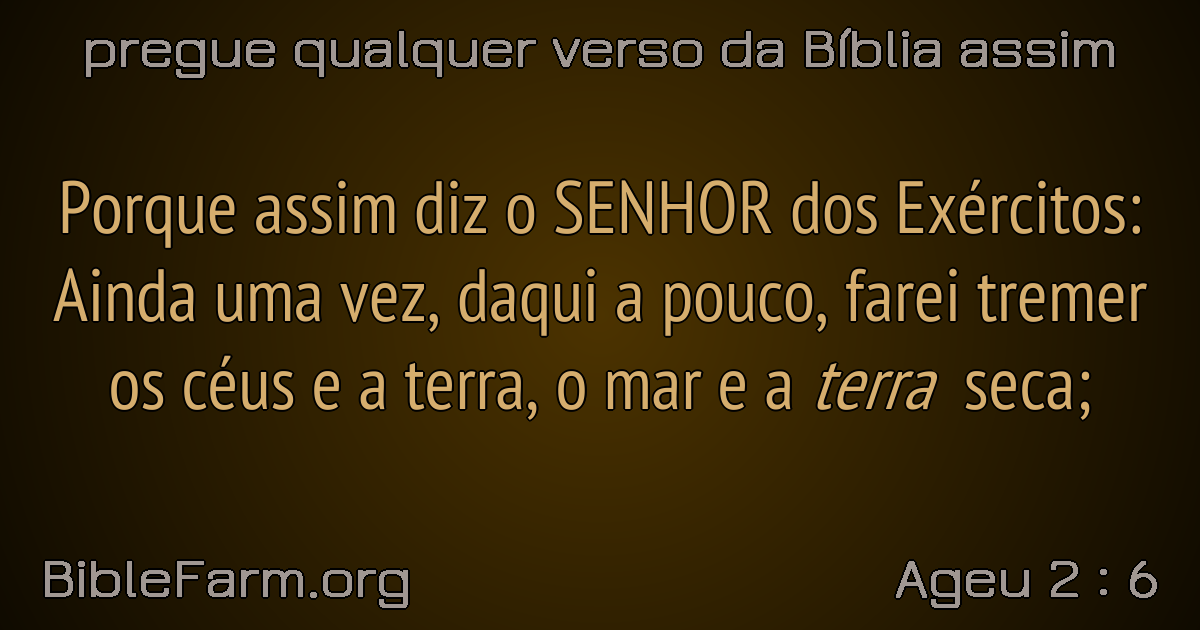 pregue qualquer verso da Bíblia assim
Porque assim diz o SENHOR dos Exércitos:
Ainda uma vez, daqui a pouco, farei tremer
os céus e a terra, o mar e a terra seca;
BibleFarm.org
Ageu 2 : 6